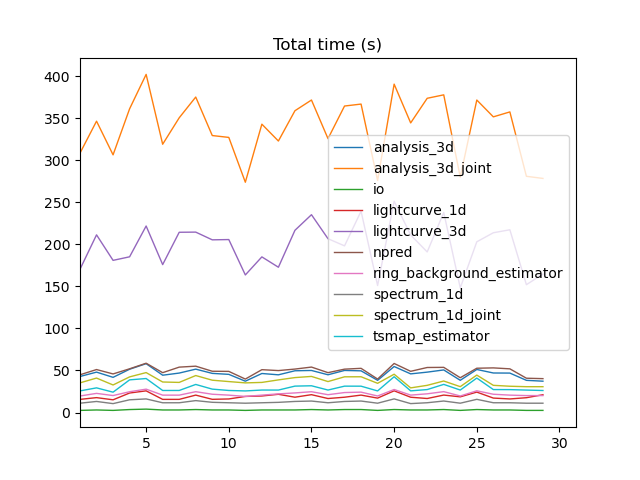 Total time (s)
400
350
300
250
200
150
100
50
0
5
10
15
20
25
30
analysis_3d
analysis_3d_joint
io
lightcurve_1d
lightcurve_3d
npred
ring_background_estimator
spectrum_1d
spectrum_1d_joint
tsmap_estimator